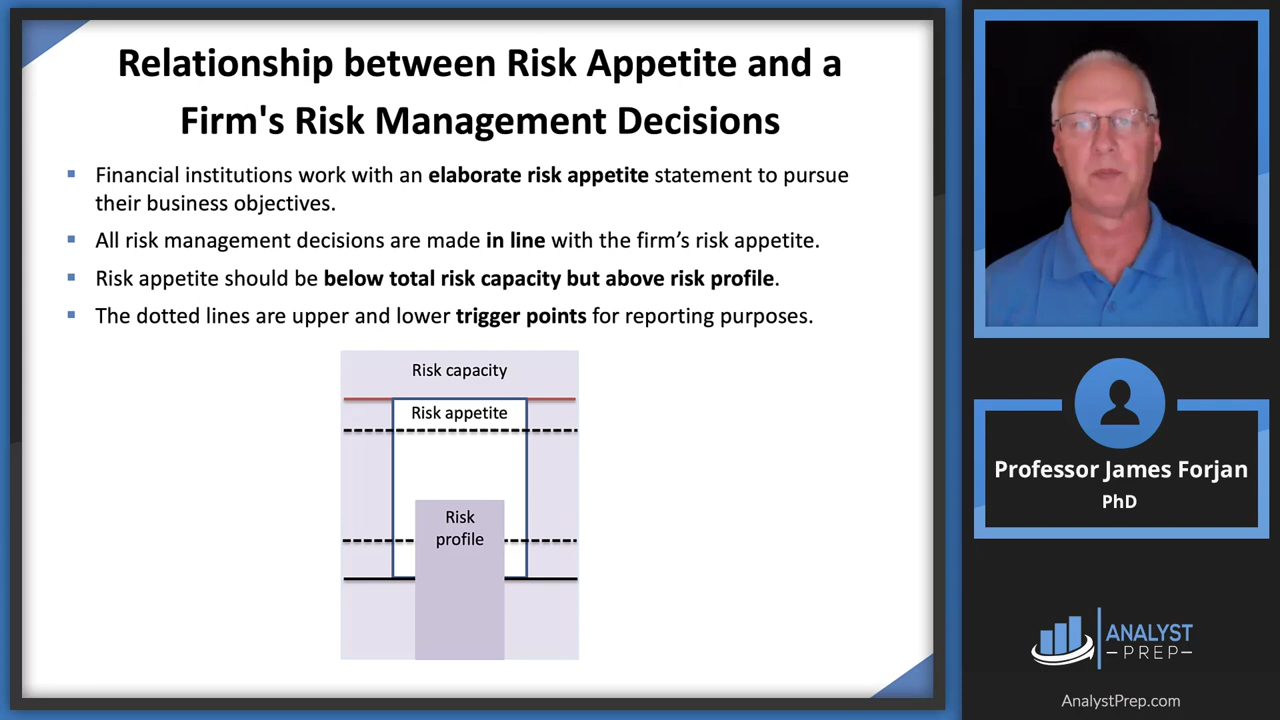 Relationship between Risk Appetite and a
Firm's Risk Management Decisions
Financial institutions work with an elaborate risk appetite statement to pursue
their business objectives.
All risk management decisions are made in line with the firm’s risk appetite.
Risk appetite should be below total risk capacity but above risk profile.
The dotted lines are upper and lower trigger points for reporting purposes.
Risk capacity
Risk appetite
Risk
profile
Professor James Forjan
PhD
ANALYST
PREP
AnalystPrep.com